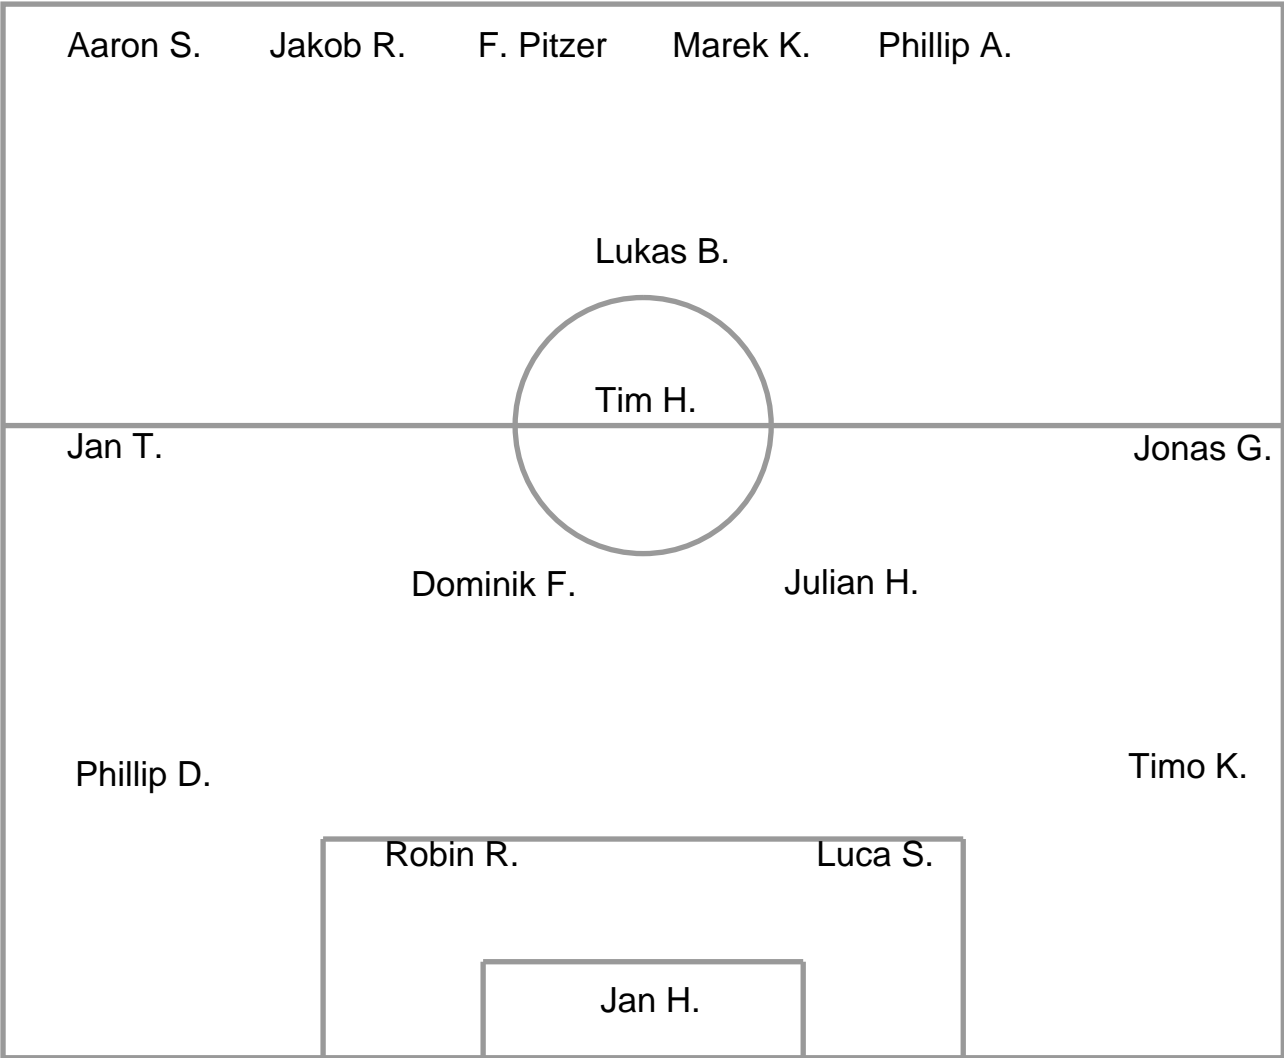 Aaron S. Jakob R. F. Pitzer Marek K. Phillip A.
Lukas B.
Tim H.
Jan T. Jonas G.
Dominik F. Julian H.
Phillip D. Timo K.
Robin R. Luca S.
Jan H.